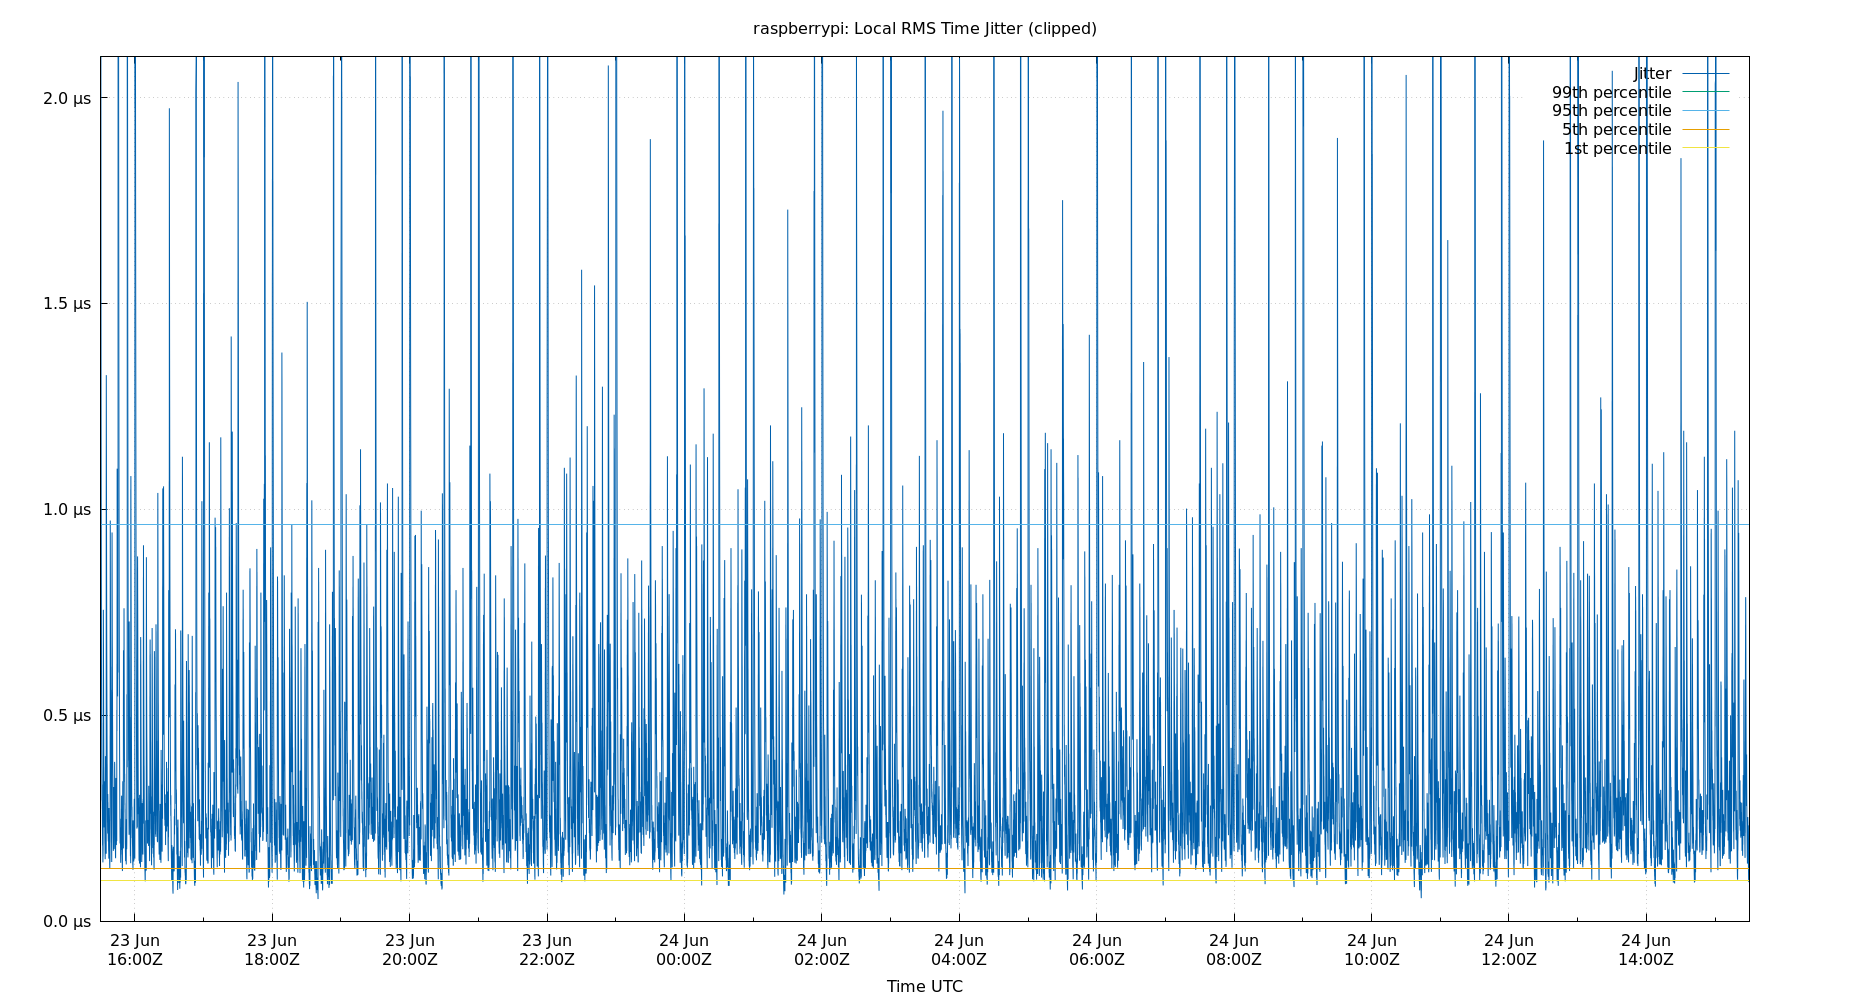 raspberrypi: Local RMS Time Jitter (clipped)
Jitter
99th percentile
95th percentile
5th percentile
1st percentile
2.0 μs
1.5 μs
1.0 μs
0.5 μs
0.0 μs
23 Jun 23 Jun 23 Jun 23 Jun 24 Jun 24 Jun 24 Jun 24 Jun 24 Jun 24 Jun 24 Jun 24 Jun
16:00Z 18:00Z 20:00Z 22:00Z 00:00Z 02:00Z 04:00Z 06:00Z 08:00Z 10:00Z 12:00Z 14:00Z
Time UTC